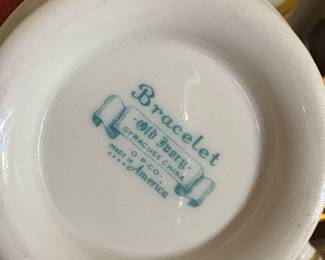 Bracelet
Old Ivory
SYRACUSE CHINA
O.P.CO.
MADE IN America